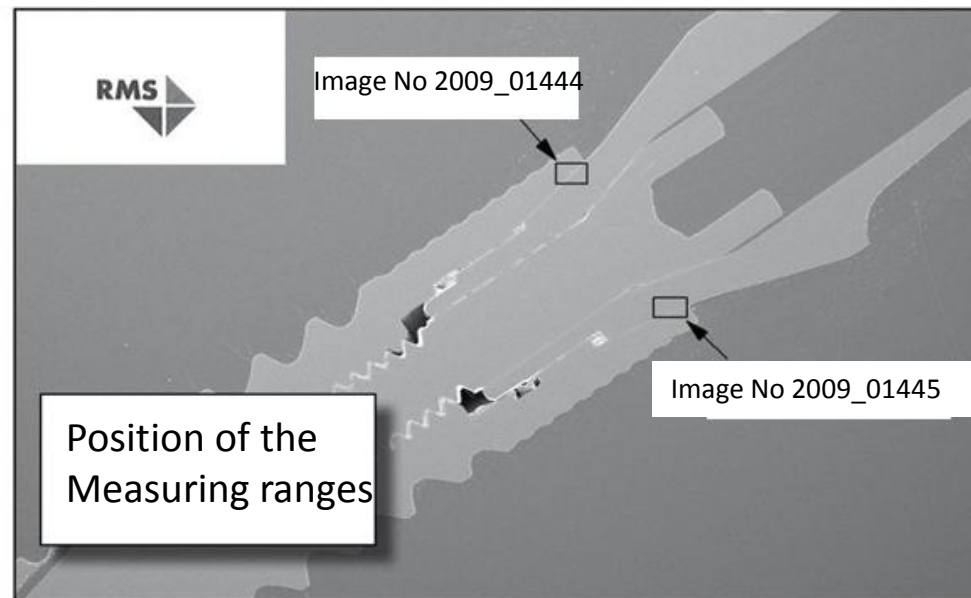 RMS
Image No 2009_01444
Image No 2009_01445
Position of the
Measuring ranges